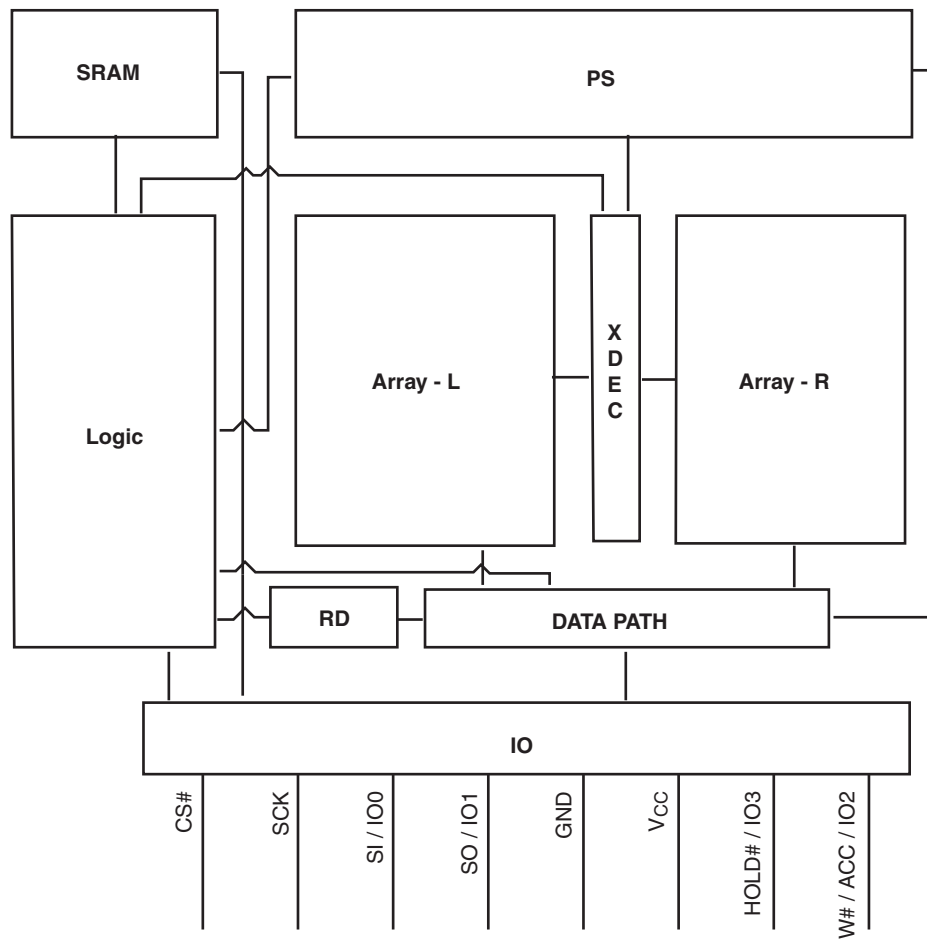 SRAM
PS
X
D
E
C
Array - L
Array - R
Logic
RD
DATA PATH
IO
CS#
SCK
SI / IO0
SO / IO1
GND
VCC
HOLD# / IO3
W# / ACC / IO2